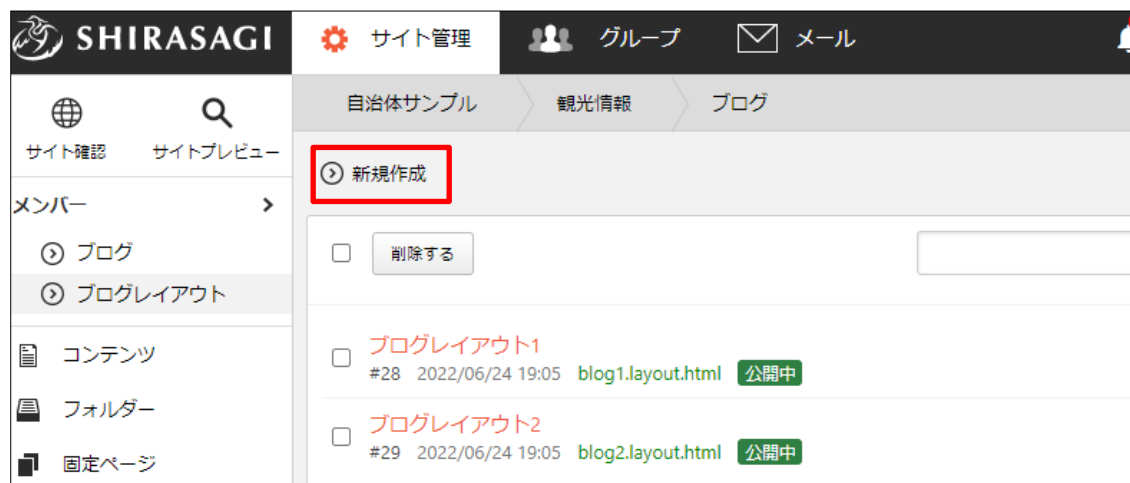 SHIRASAGI サイト管理 グループ メール
サイト確認 サイトプレビュー
メンバー
ブログ
ブログレイアウト
コンテンツ
フォルダー
固定ページ
自治体サンプル 観光情報 ブログ
新規作成
削除する
ブログレイアウト1
#28 2022/06/24 19:05 blog1.layout.html 公開中
ブログレイアウト2
#29 2022/06/24 19:05 blog2.layout.html 公開中